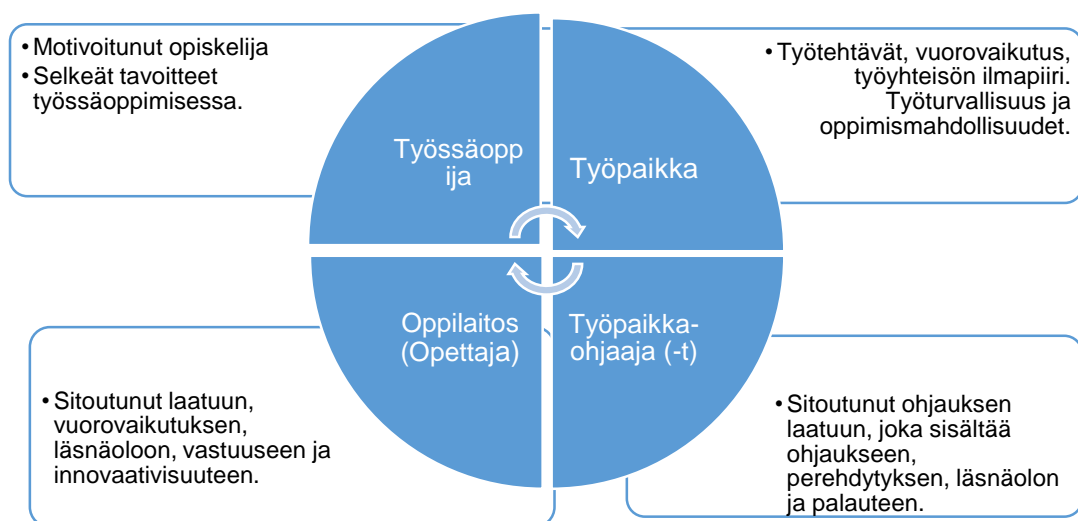 • Motivoitunut opiskelija
• Selkeät tavoitteet
työssäoppimisessa.
• Työtehtävät, vuorovaikutus,
työyhteisön ilmapiiri.
Työturvallisuus ja
oppimismahdollisuudet.
Työssäopp
ija
Työpaikka
Oppilaitos
(Opettaja)
Työpaikka-
ohjaaja (-t)
• Sitoutunut laatuun,
vuorovaikutuksen,
läsnäoloon, vastuuseen ja
innovaativisuuteen.
• Sitoutunut ohjauksen
laatuun, joka sisältää
ohjaukseen,
perehdytyksen, läsnäolon
ja palauteen.